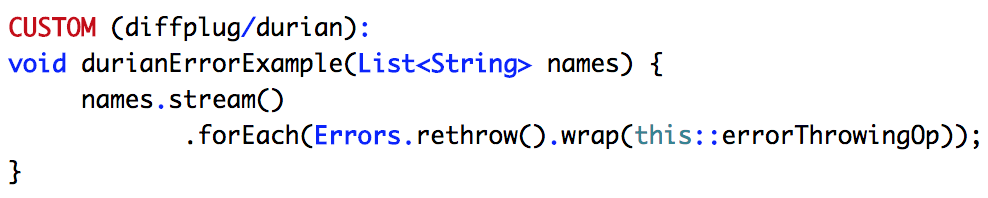 CUSTOM (diffplug/durian):
void durianErrorExample(List<String> names) {
     names.stream()
            .forEach(Errors.rethrow().wrap(this::errorThrowingOp));
}